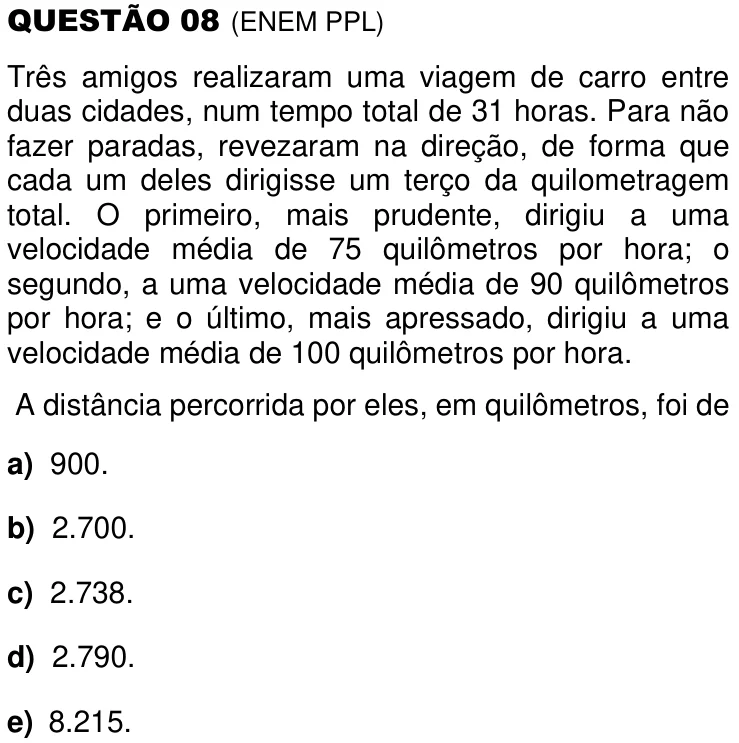 QUESTÃO 08 (ENEM PPL)
Três amigos realizaram uma viagem de carro entre
duas cidades, num tempo total de 31 horas. Para não
fazer paradas, revezaram na direção, de forma que
cada um deles dirigisse um terço da quilometragem
total. O primeiro, mais prudente, dirigiu a uma
velocidade média de 75 quilômetros por hora; o
segundo, a uma velocidade média de 90 quilômetros
por hora; e o último, mais apressado, dirigiu a uma
velocidade média de 100 quilômetros por hora.
A distância percorrida por eles, em quilômetros, foi de
a) 900.
b) 2.700.
c) 2.738.
d) 2.790.
e) 8.215.